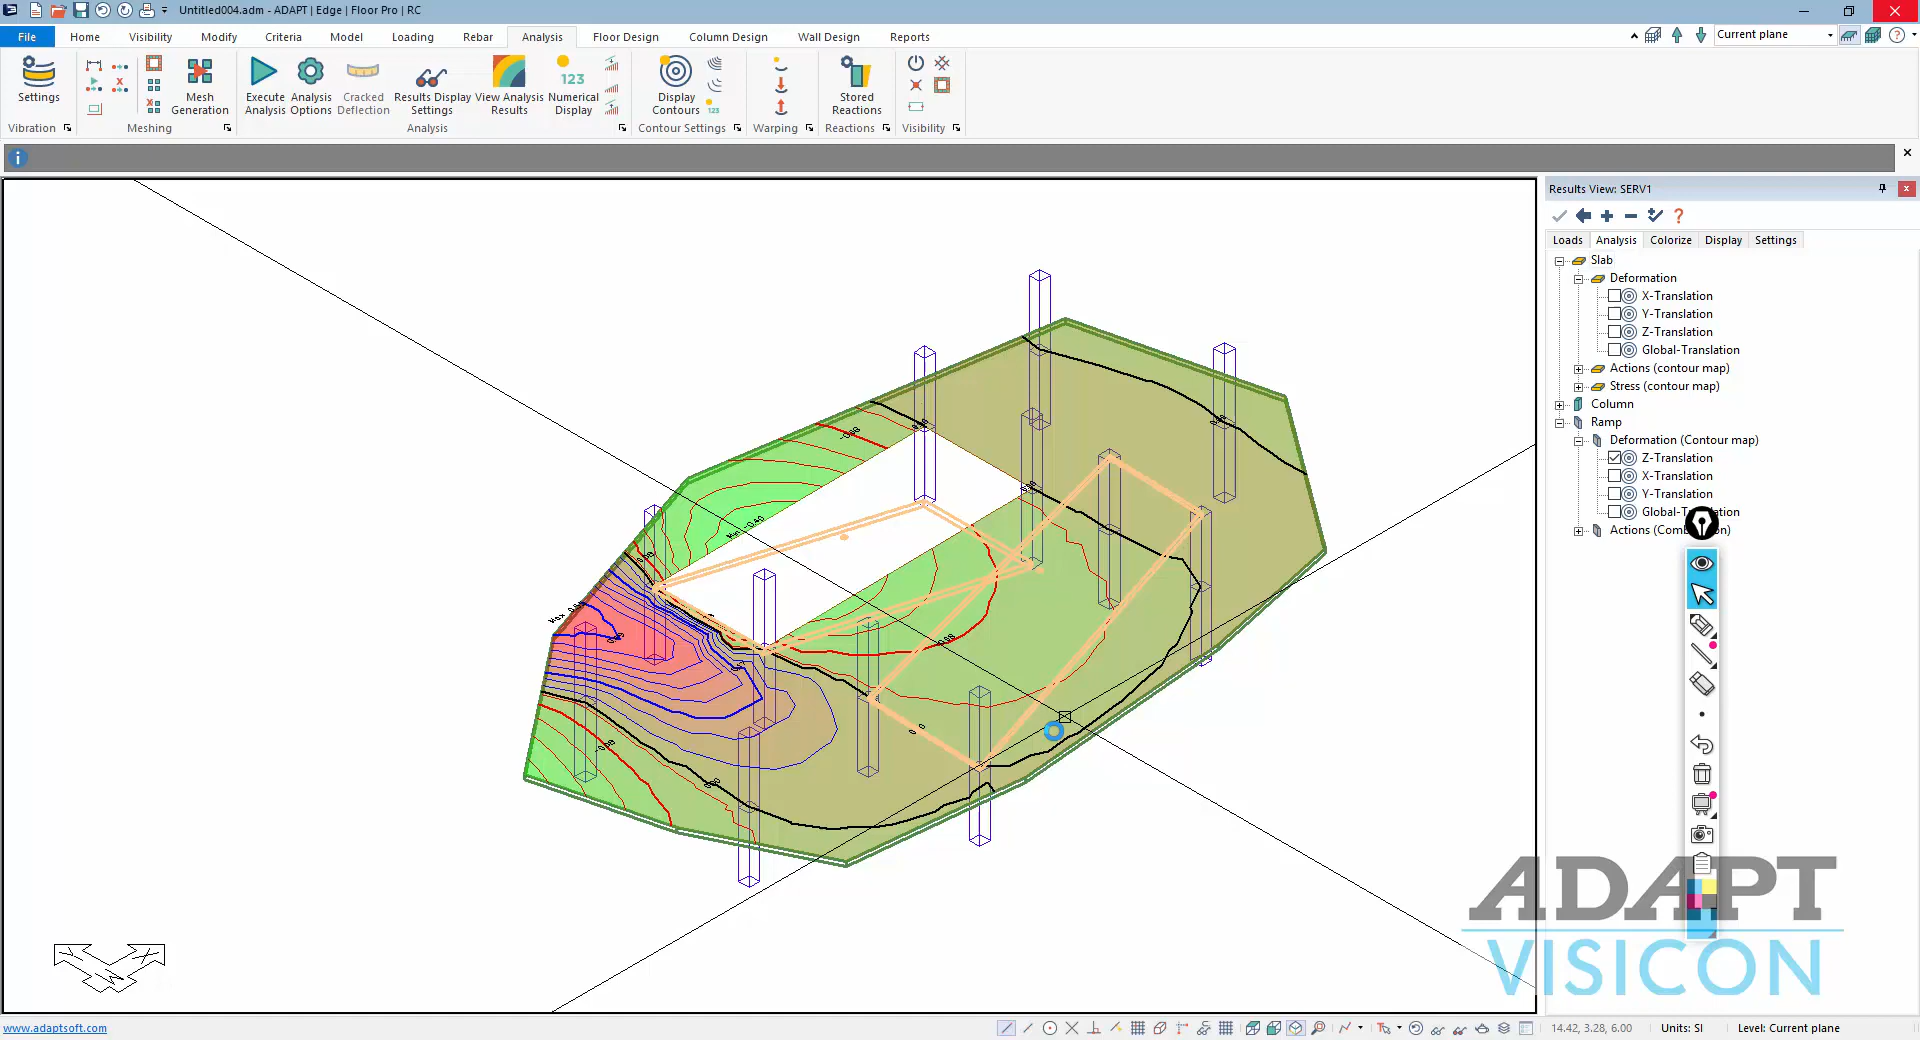 Untitled004.adm - ADAPT | Edge | Floor Pro | RC
File Home Visibility Modify Criteria Model Loading Rebar Analysis Floor Design Column Design Wall Design Reports
Current plane
Settings
Mesh Generation
Execute Analysis
Analysis Options
Cracked Deflection
Results Display Settings
View Analysis Results
123
Numerical Display
Display Contours
123
Stored Reactions
Vibration Meshing Analysis Contour Settings Warping Reactions Visibility
Results View: SERV1
Loads Analysis Colorize Display Settings
Slab
Deformation
X-Translation
Y-Translation
Z-Translation
Global-Translation
Actions (contour map)
Stress (contour map)
Column
Ramp
Deformation (Contour map)
Z-Translation
X-Translation
Y-Translation
ADAPT
VISICON
www.adaptsoft.com
14.42, 3.28, 6.00
Units: SI
Level: Current plane